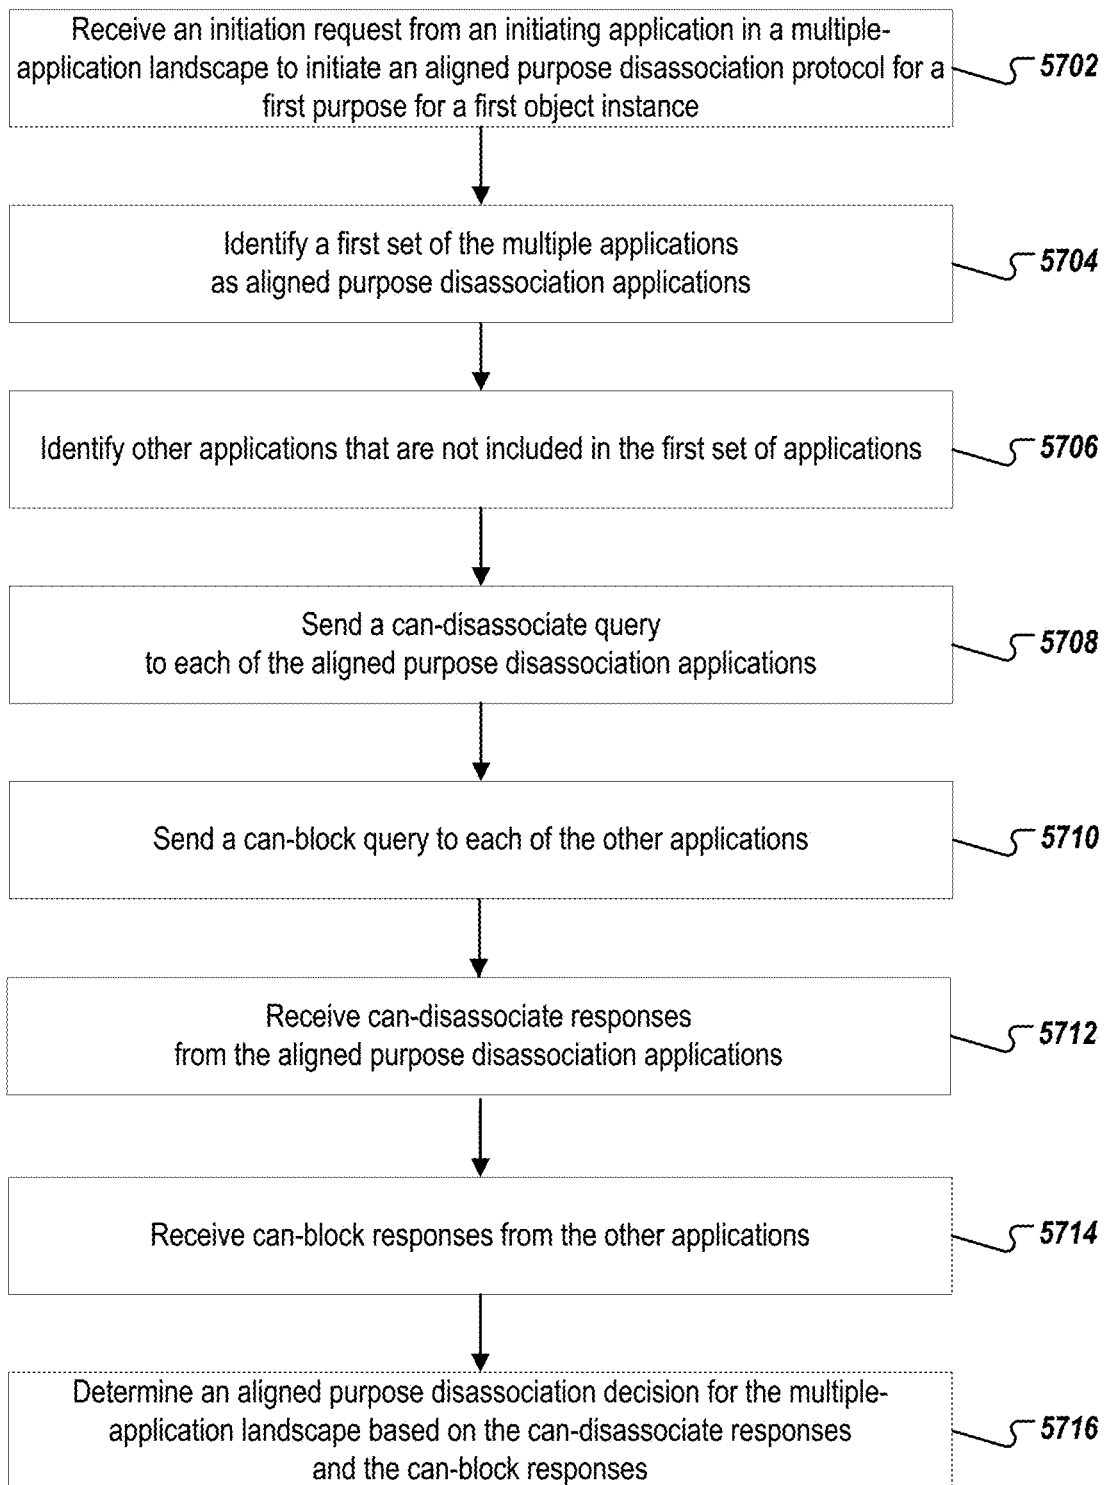 Receive an initiation request from an initiating application in a multiple-
application landscape to initiate an aligned purpose disassociation protocol for a
first purpose for a first object instance
5702
Identify a first set of the multiple applications
as aligned purpose disassociation applications
5704
Identify other applications that are not included in the first set of applications
5706
Send a can-disassociate query
to each of the aligned purpose disassociation applications
5708
Send a can-block query to each of the other applications
5710
Receive can-disassociate responses
from the aligned purpose disassociation applications
5712
Receive can-block responses from the other applications
5714
Determine an aligned purpose disassociation decision for the multiple-
application landscape based on the can-disassociate responses
and the can-block responses
5716